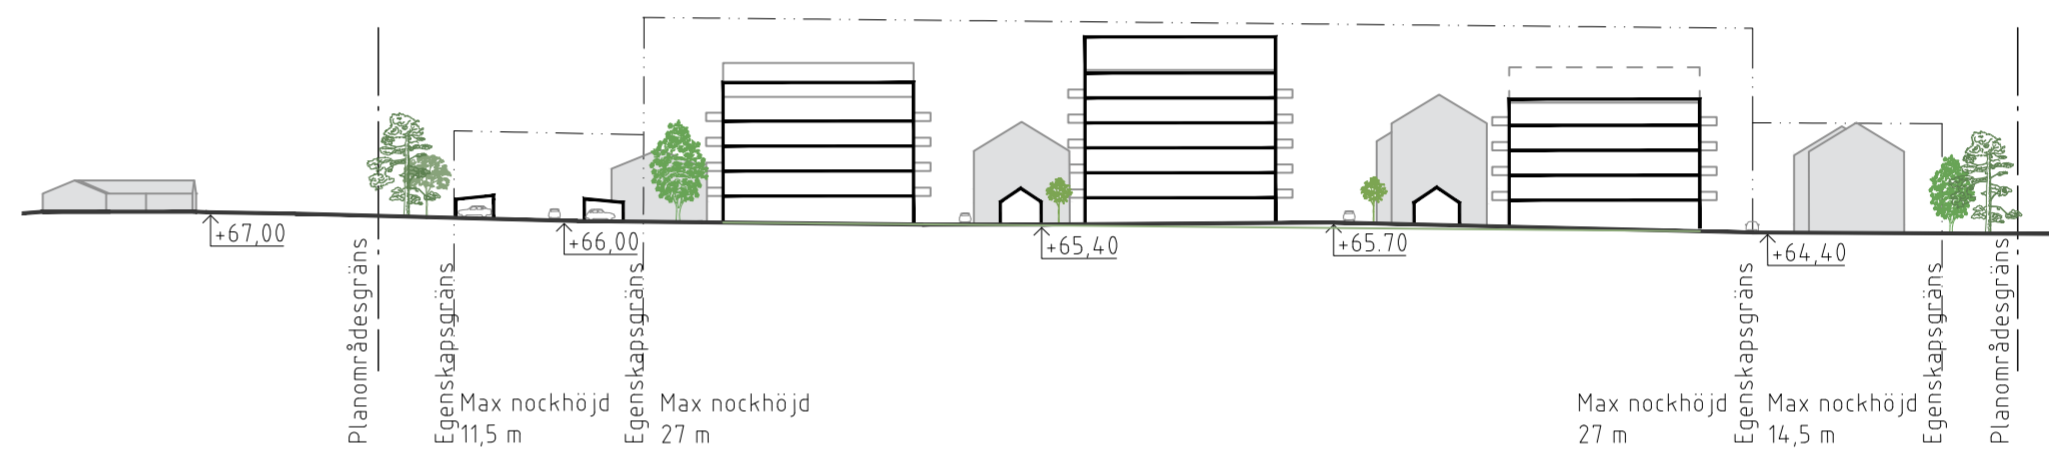 +67,00
+66,00
+65,40
+65.70
+64,40
Planområdesgräns
Egenskapsgräns
Egenskapsgräns
Egenskapsgräns
Egenskapsgräns
Planområdesgräns
Max nockhöjd
11,5 m
Max nockhöjd
27 m
Max nockhöjd
27 m
Max nockhöjd
14,5 m